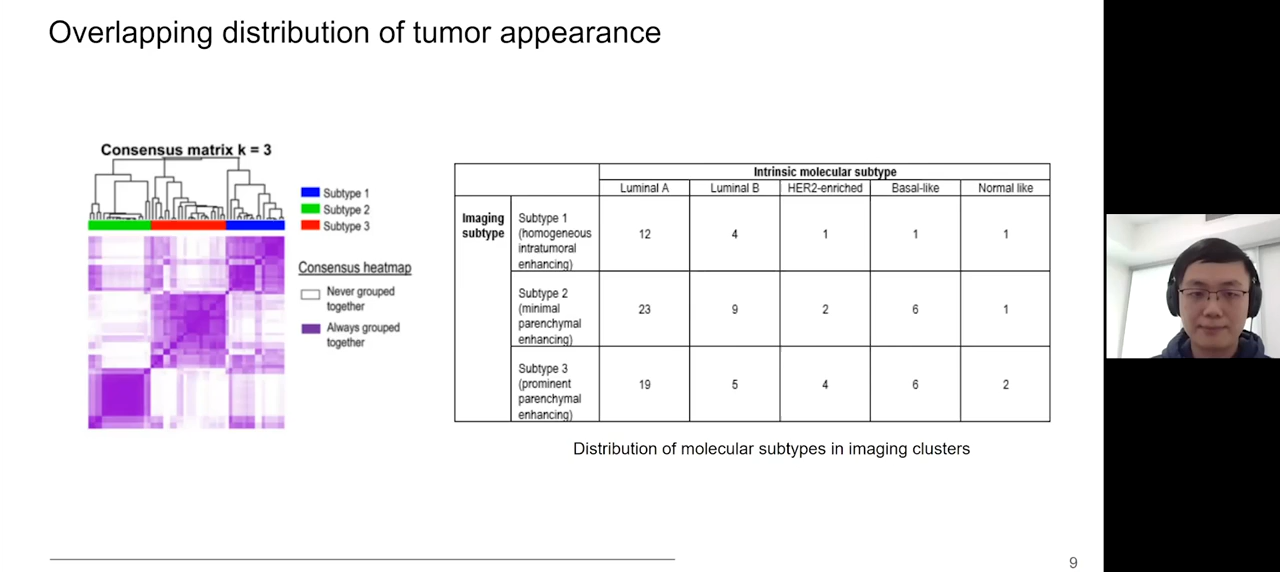 Overlapping distribution of tumor appearance
Consensus matrix k = 3
Subtype 1
Subtype 2
Subtype 3
Consensus heatmap
Never grouped
together
Always grouped
together
Intrinsic molecular subtype
Luminal A Luminal B HER2-enriched Basal-like Normal like
Imaging
subtype
Subtype 1
(homogeneous
intratumoral
enhancing)
12 4 1 1 1
Subtype 2
(minimal
parenchymal
enhancing)
23 9 2 6 1
Subtype 3
(prominent
parenchymal
enhancing)
19 5 4 6 2
Distribution of molecular subtypes in imaging clusters
9